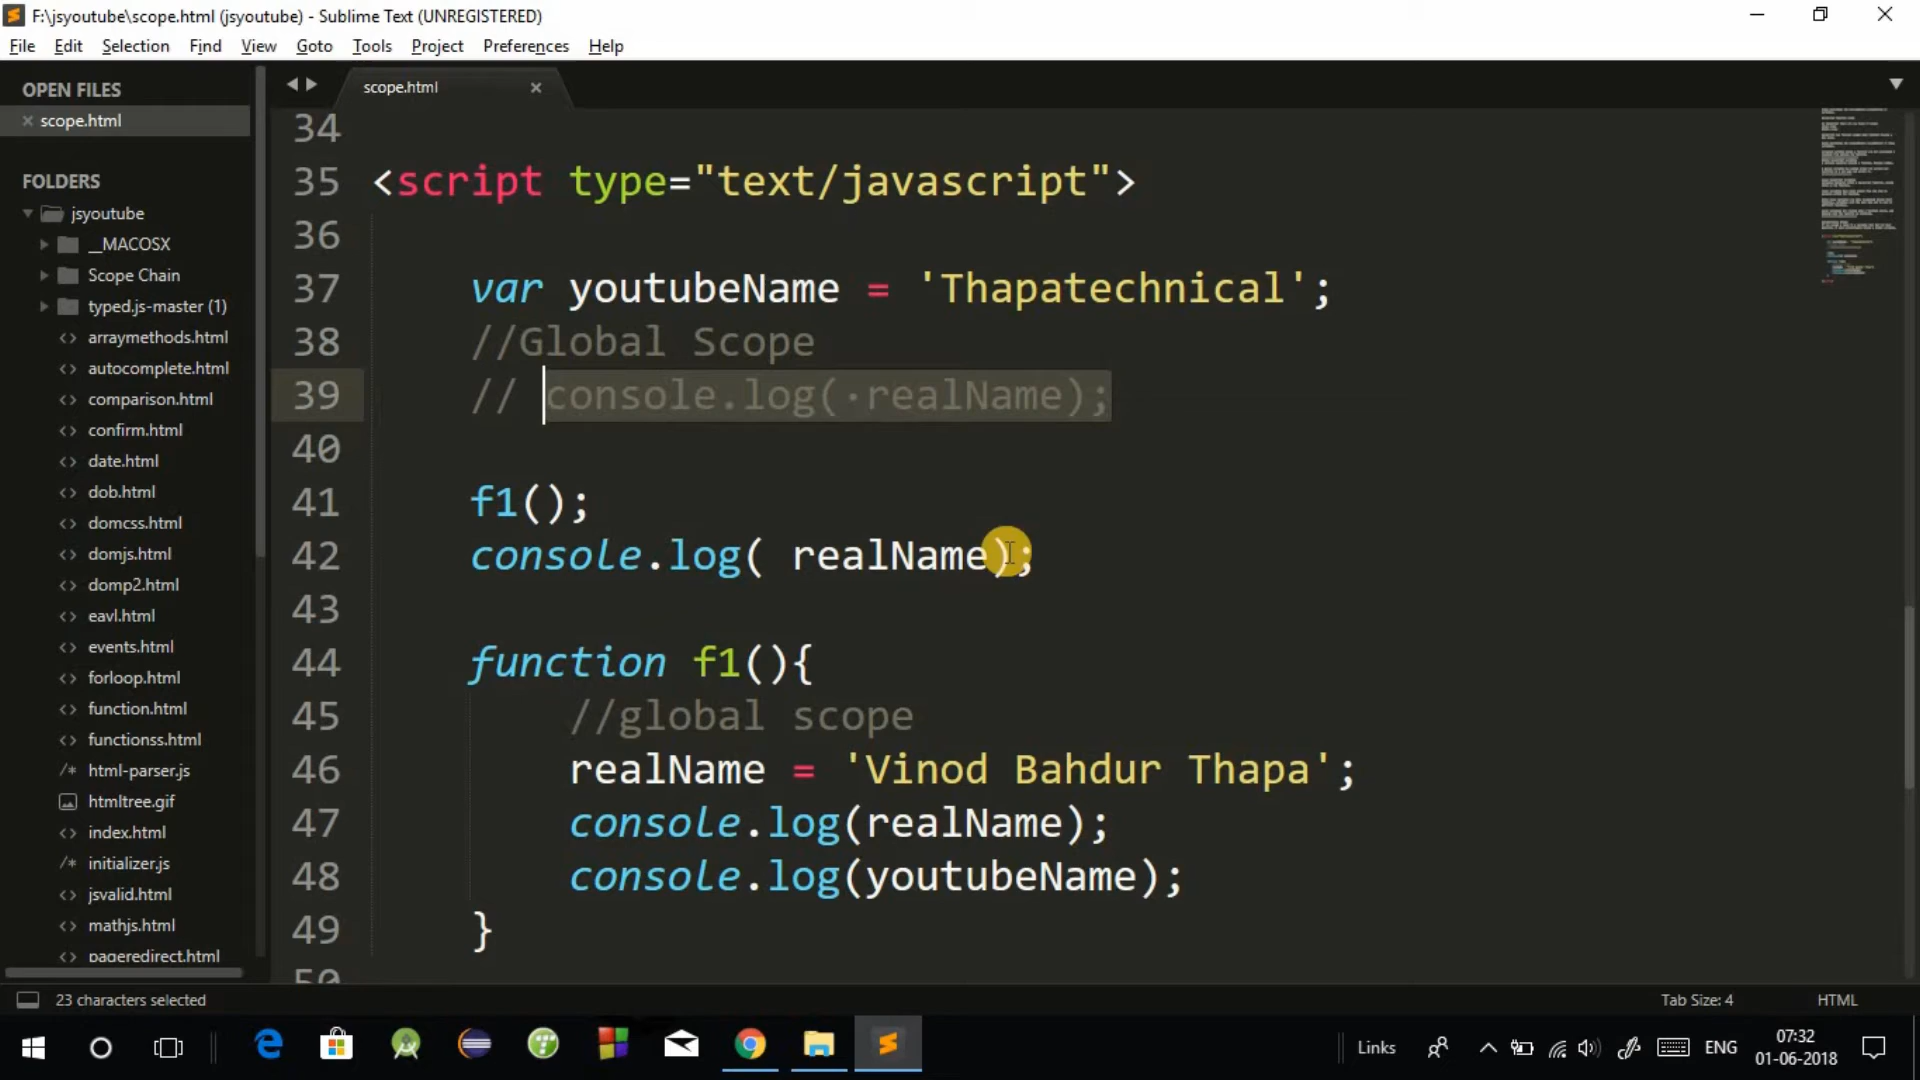 F:\jsyoutube\scope.html (jsyoutube) - Sublime Text (UNREGISTERED)
File Edit Selection Find View Goto Tools Project Preferences Help
OPEN FILES
scope.html
FOLDERS
jsyoutube
__MACOSX
Scope Chain
typed.js-master (1)
arraymethods.html
autocomplete.html
comparison.html
confirm.html
date.html
dob.html
domcss.html
domjs.html
domp2.html
eavl.html
events.html
forloop.html
function.html
functionss.html
html-parser.js
htmltree.gif
index.html
initializer.js
jsvalid.html
mathjs.html
pageredirect.html
scope.html
34
35 <script type="text/javascript">
36
37 var youtubeName = 'Thapatechnical';
38 //Global Scope
39 // console.log( realName);
40
41 f1();
42 console.log( realName);
43
44 function f1(){
45 //global scope
46 realName = 'Vinod Bahdur Thapa';
47 console.log(realName);
48 console.log(youtubeName);
49 }
50
23 characters selected
Tab Size: 4
HTML
Links
ENG
07:32
01-06-2018